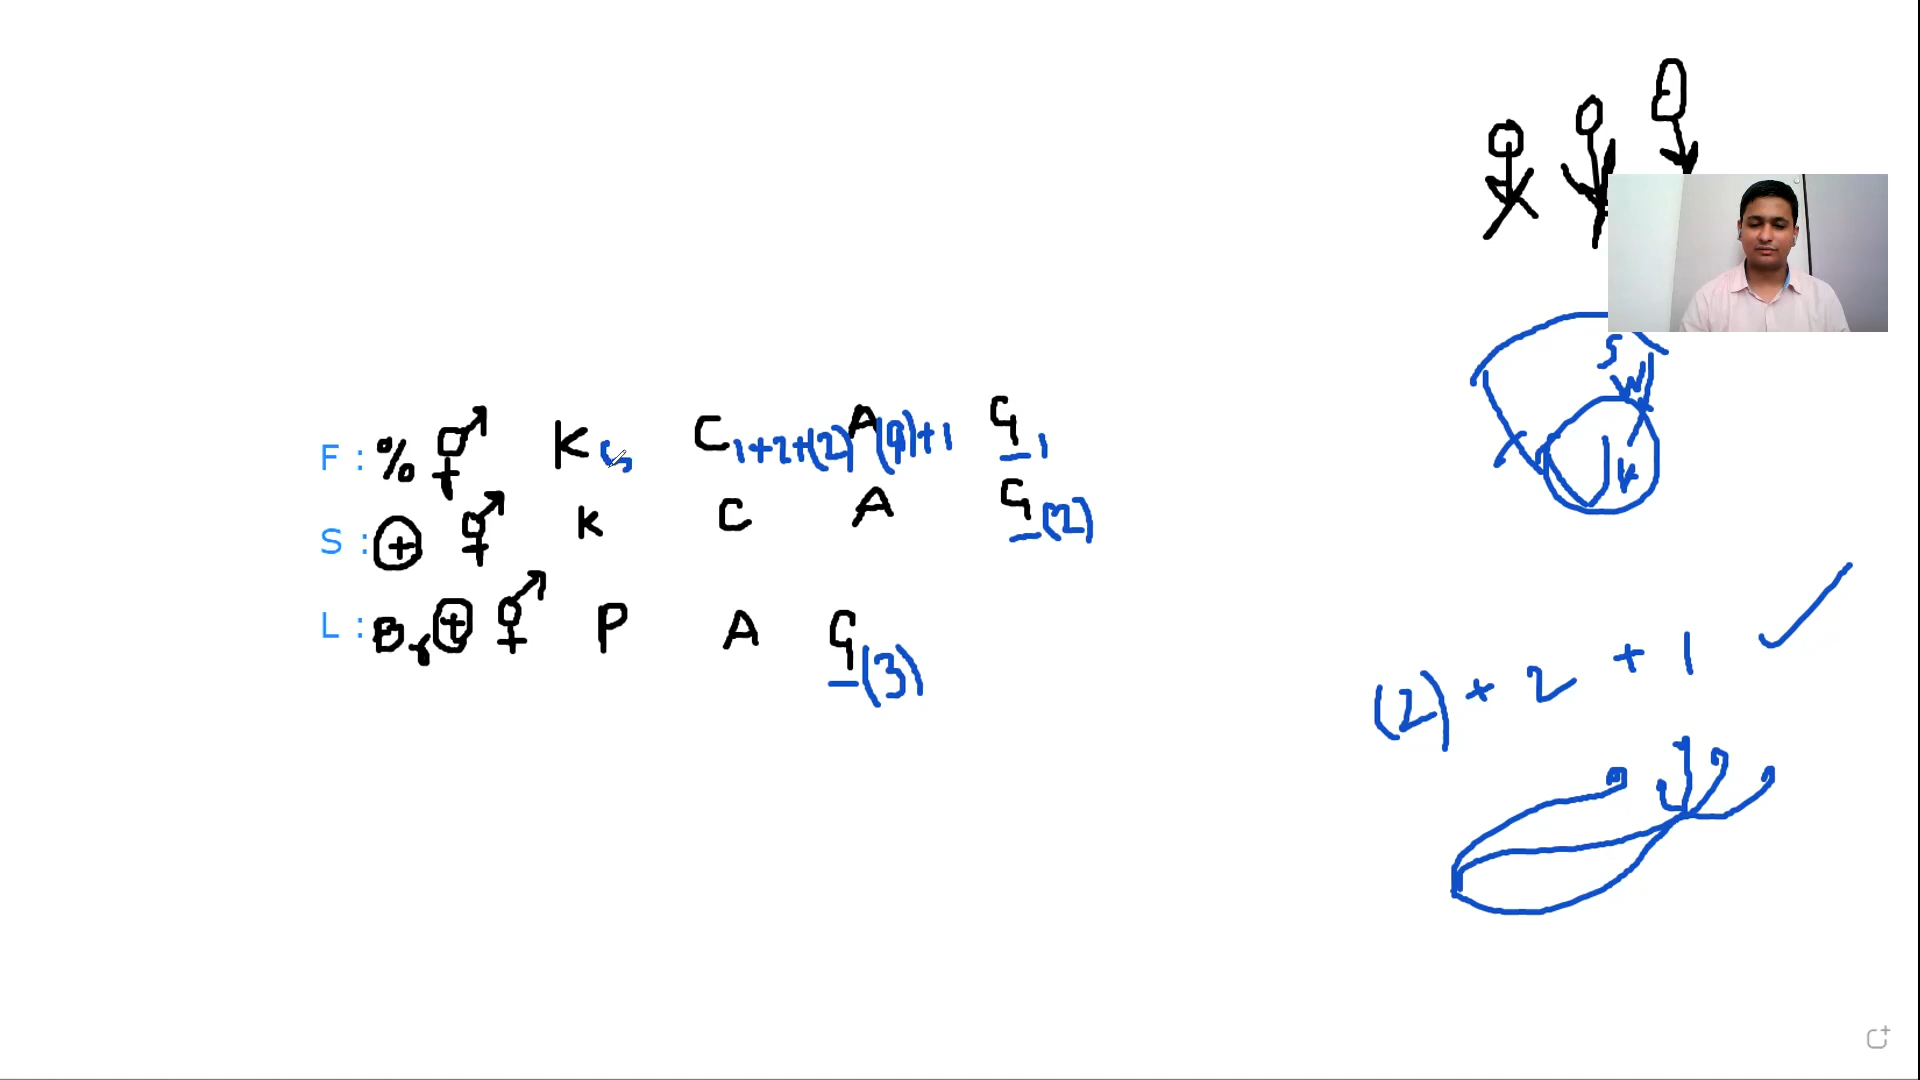 F : % ⚥ K C1+2+(2) A(9)+1 G1
S : ⊕ ⚥ K C A G(2)
L : Br ⊕ ⚥ P A G(3)
S
K
(2) + 2 + 1 ✓